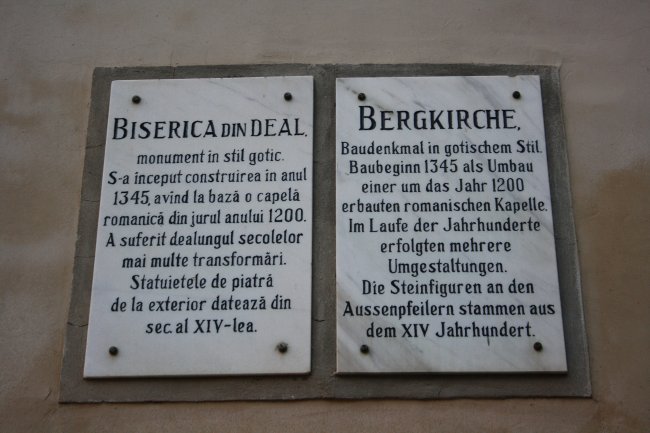 BISERICA DIN DEAL,
monument in stil gotic.
S-a început construirea în anul
1345, avînd la bază o capelă
romanică din jurul anului 1200.
A suferit dealungul secolelor
mai multe transformări.
Statuietele de piatră
de la exterior datează din
sec. al XIV-lea.
BERGKIRCHE,
Baudenkmal in gotischem Stil.
Baubeginn 1345 als Umbau
einer um das Jahr 1200
erbauten romanischen Kapelle.
Im Laufe der Jahrhunderte
erfolgten mehrere
Umgestaltungen.
Die Steinfiguren an den
Aussenpfeilern stammen aus
dem XIV Jahrhundert.